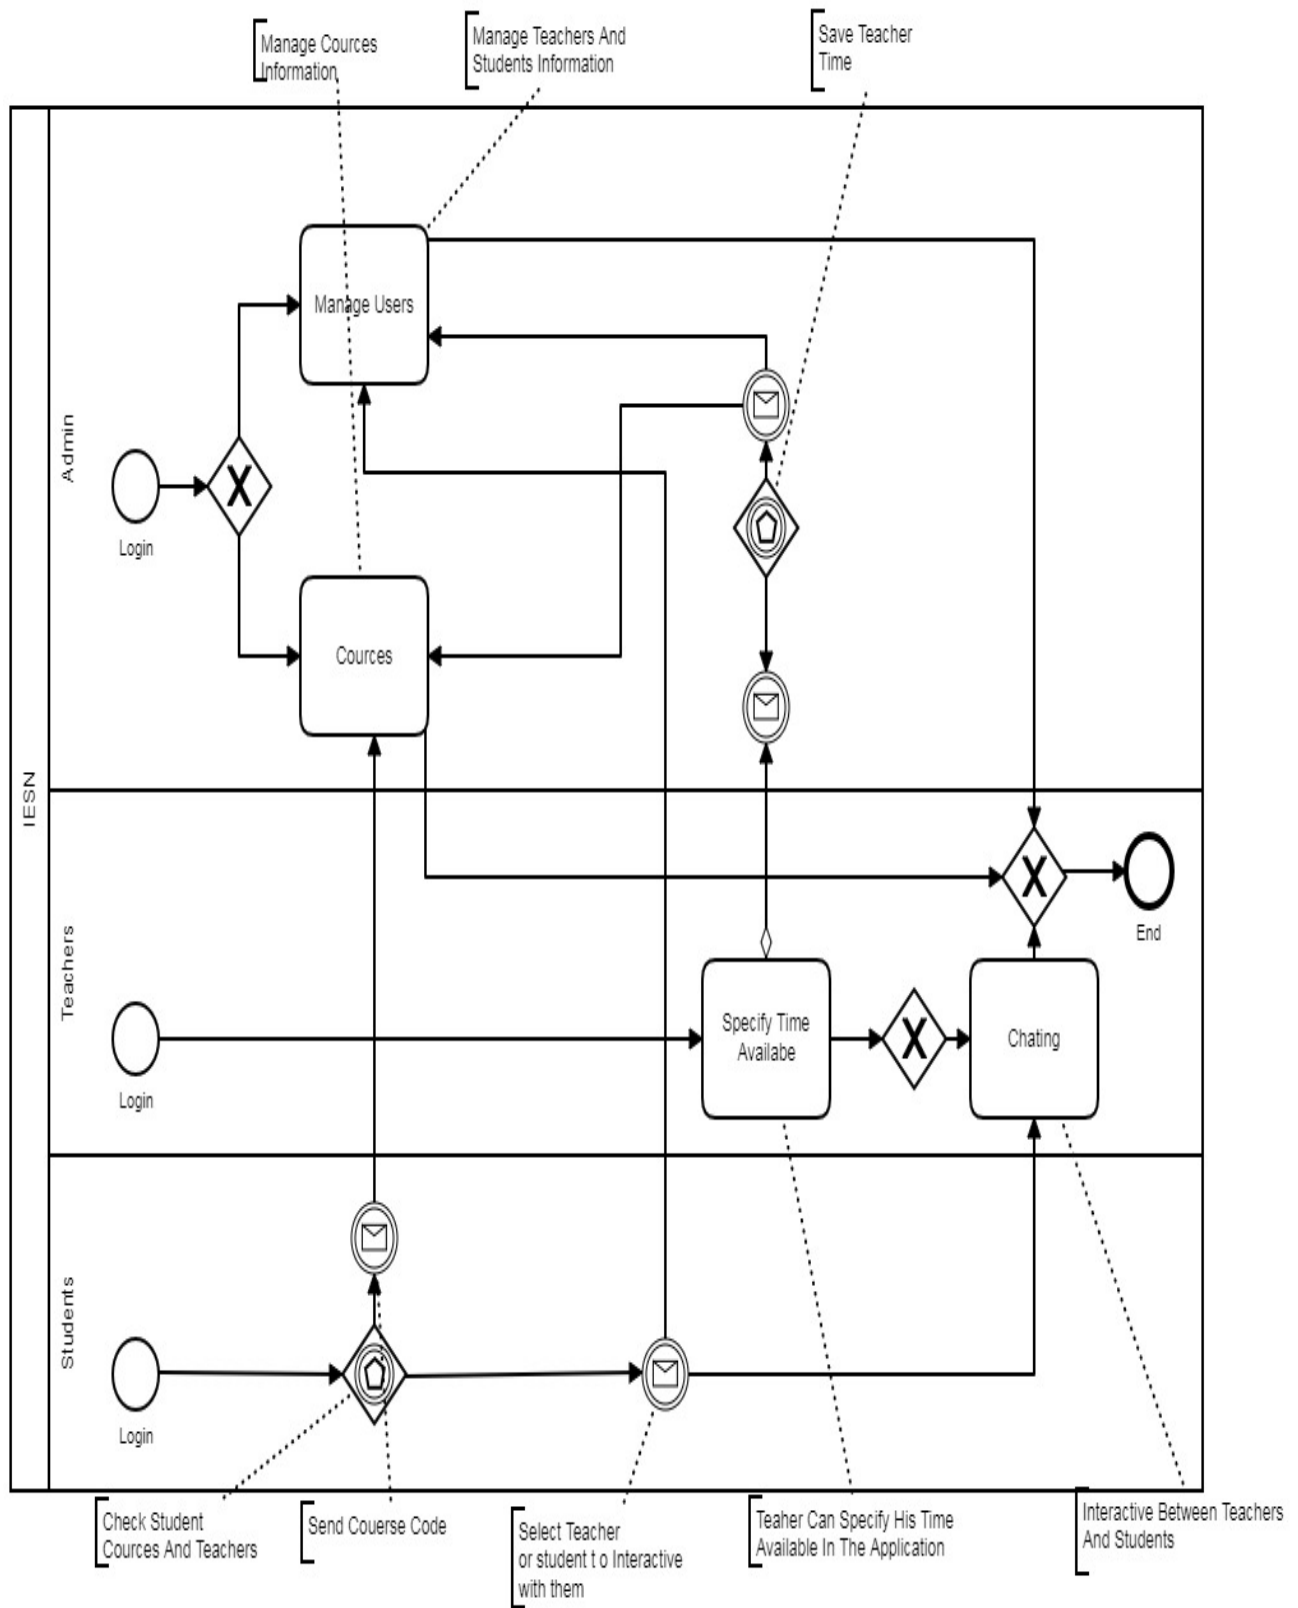 Manage Cources
Information
Manage Teachers And
Students Information
Save Teacher
Time
IESN
Admin
Manage Users
Login
Cources
Teachers
End
Specify Time
Availabe
Chating
Login
Students
Login
Check Student
Cources And Teachers
Send Couerse Code
Select Teacher
or student t o Interactive
with them
Teaher Can Specify His Time
Available In The Application
Interactive Between Teachers
And Students